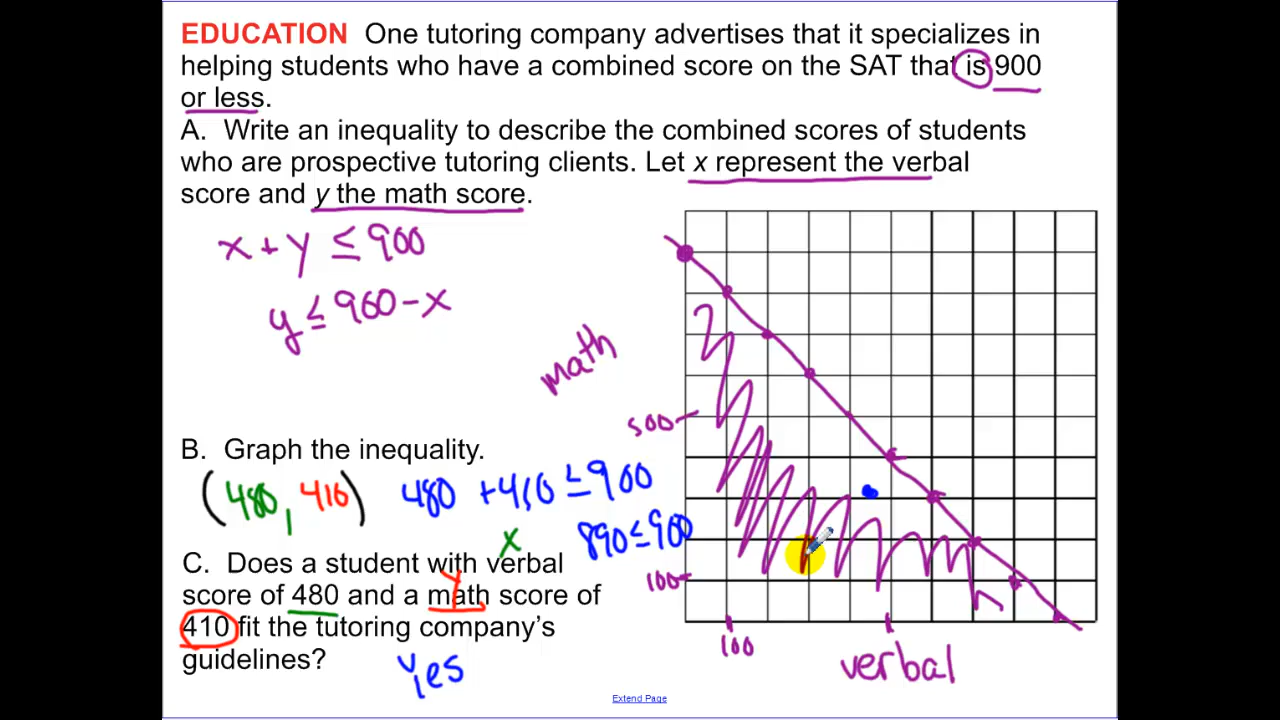 EDUCATION One tutoring company advertises that it specializes in
helping students who have a combined score on the SAT that is 900
or less.
A. Write an inequality to describe the combined scores of students
who are prospective tutoring clients. Let x represent the verbal
score and y the math score.
x + y ≤ 900
y ≤ 900 - x
math
500
B. Graph the inequality.
(480, 410) 480 + 410 ≤ 900
x 890 ≤ 900
C. Does a student with verbal
y
score of 480 and a math score of
410 fit the tutoring company's
guidelines?
Yes
100
100
verbal
Extend Page